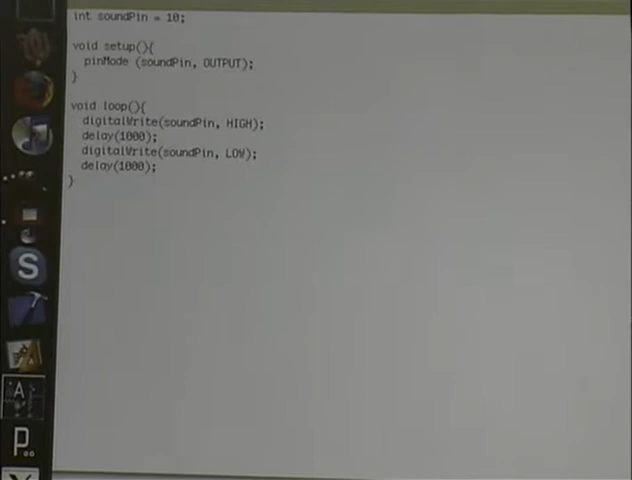 int soundPin = 10;
void setup(){
pinMode (soundPin, OUTPUT);
}
void loop(){
digitalWrite(soundPin, HIGH);
delay(1000);
digitalWrite(soundPin, LOW);
delay(1000);
}
S
A
P